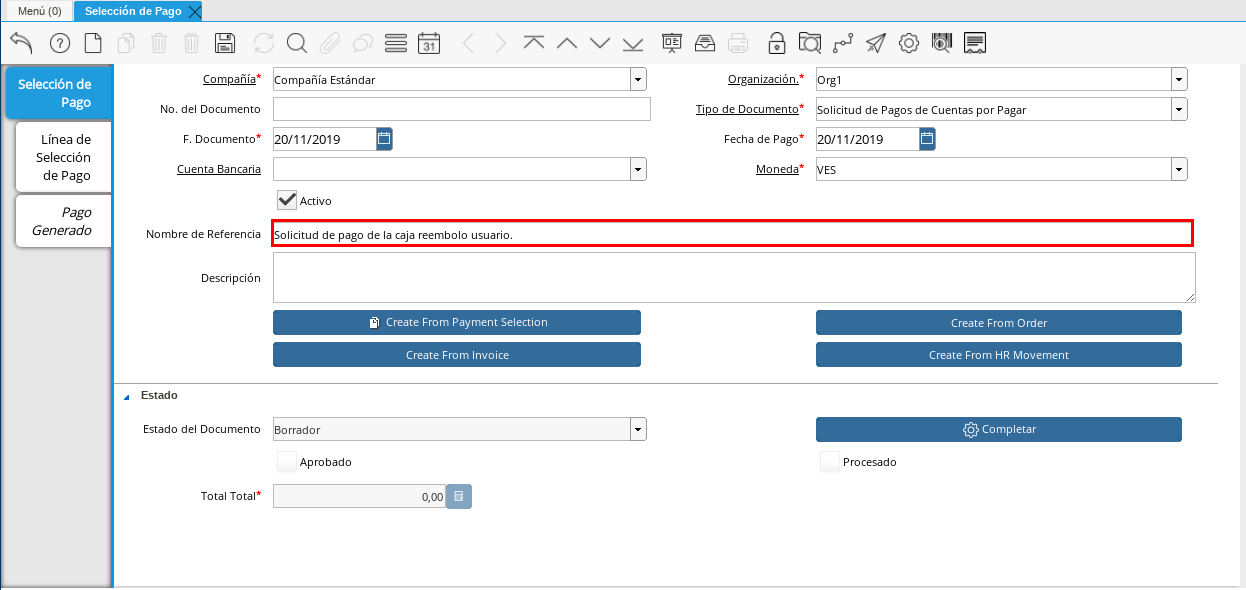 Menú (0) Selección de Pago
31
Selección de Pago
Línea de Selección de Pago
Pago Generado
Compañía* Compañía Estándar Organización.* Org1
No. del Documento Tipo de Documento* Solicitud de Pagos de Cuentas por Pagar
F. Documento* 20/11/2019 Fecha de Pago* 20/11/2019
Cuenta Bancaria Moneda* VES
Activo
Nombre de Referencia Solicitud de pago de la caja reembolo usuario.
Descripción
Create From Payment Selection Create From Order
Create From Invoice Create From HR Movement
Estado
Estado del Documento Borrador Completar
Aprobado Procesado
Total Total* 0,00